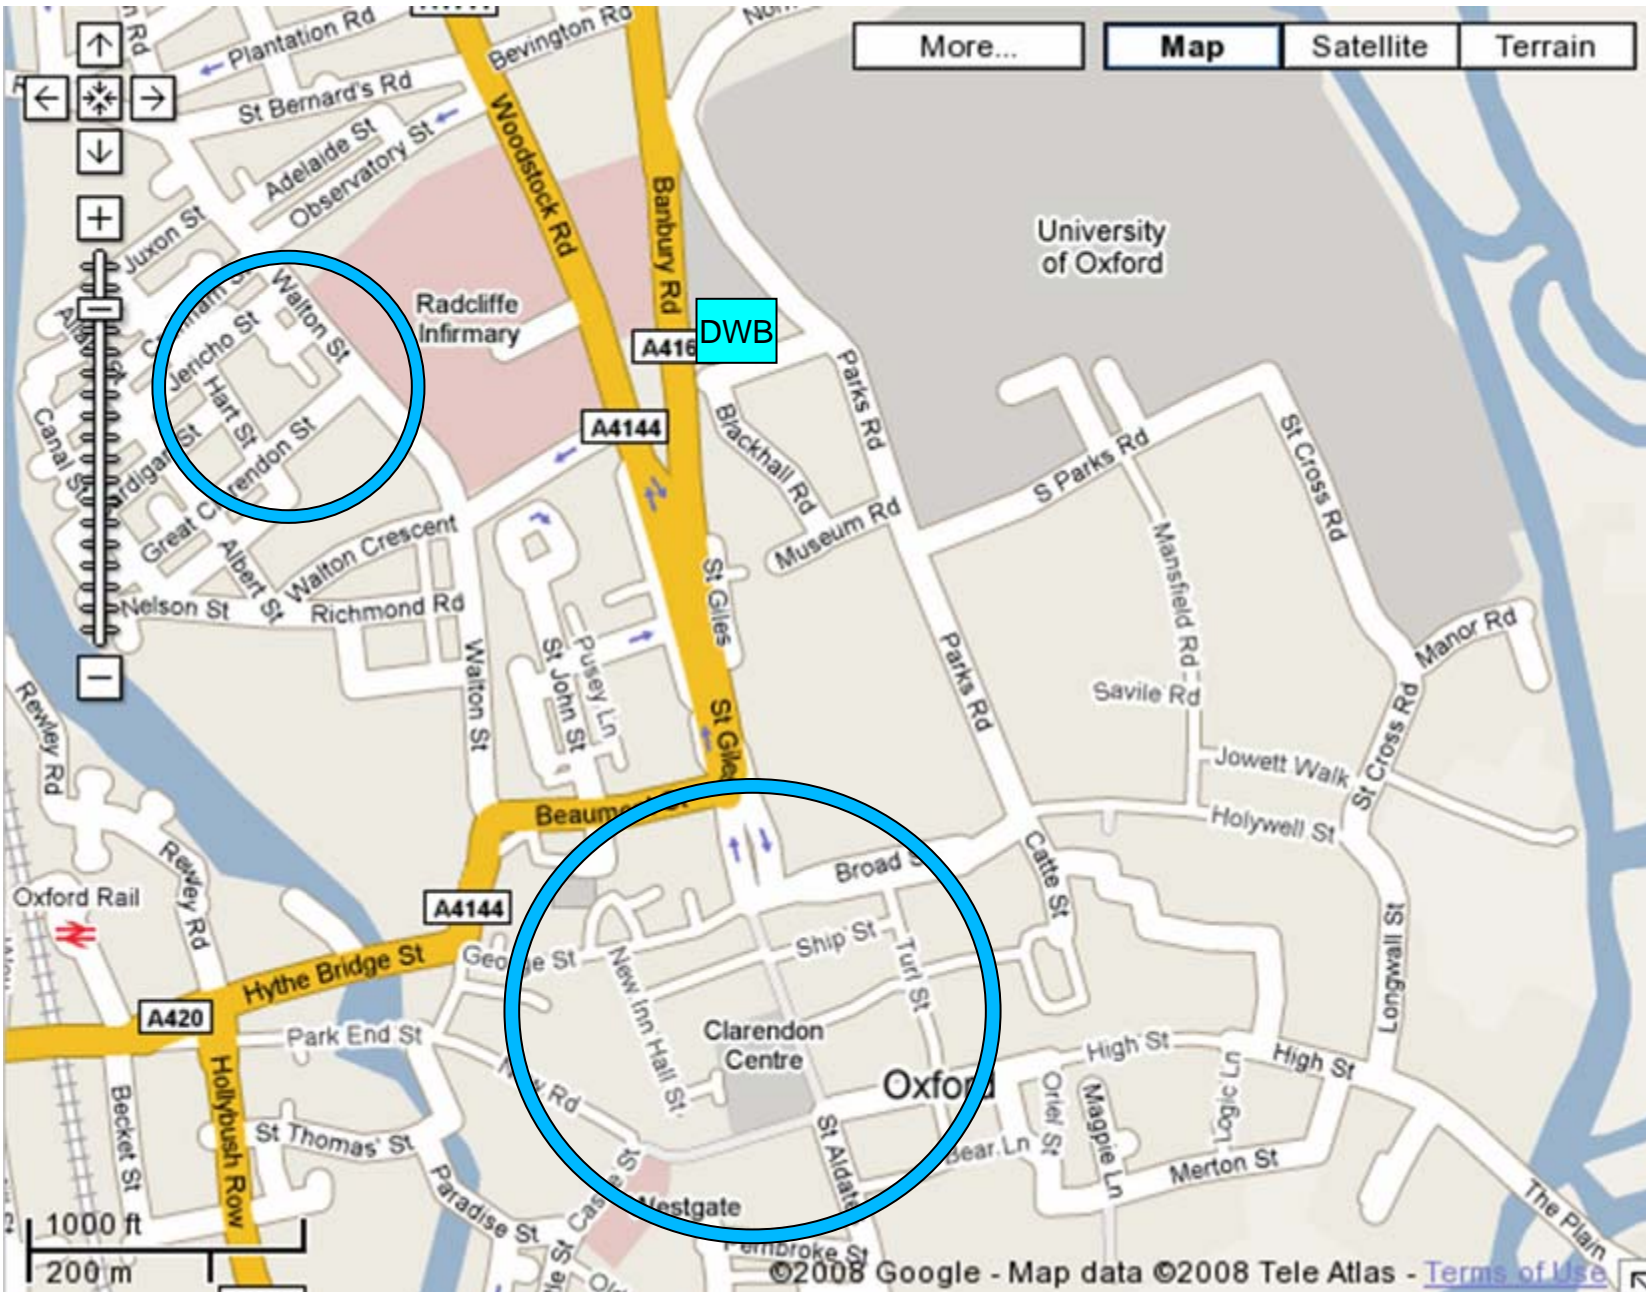 Plantation Rd
Bevington Rd
More...
Map
Satellite
Terrain
St Bernard's Rd
Adelaide St
Observatory St
Woodstock Rd
Banbury Rd
Juxon St
University
of Oxford
Walton St
Radcliffe
Infirmary
Jericho St
DWB
A416
Hart St
Canal St
A4144
Parks Rd
Blackhall Rd
St Cross Rd
S Parks Rd
Great Clarendon St
Museum Rd
Walton Crescent
Albert St
Mansfield Rd
Nelson St
Richmond Rd
St Giles
Manor Rd
Walton St
St John St
Pusey Ln
Parks Rd
Savile Rd
Rewley Rd
St Giles
St Cross Rd
Jowett Walk
Beaumont St
Holywell St
Rewley Rd
Broad St
Catte St
Oxford Rail
A4144
George St
Ship St
Turl St
Longwall St
Hythe Bridge St
New Inn Hall St
A420
Park End St
Clarendon
Centre
High St
High St
Hollybush Row
New Rd
Oxford
Becket St
Oriel St
Magpie Ln
Logic Ln
St Thomas' St
St Aldate
Bear Ln
Merton St
Paradise St
Castle St
The Plain
1000 ft
200 m
Pembroke St
©2008 Google - Map data ©2008 Tele Atlas - Terms of Use